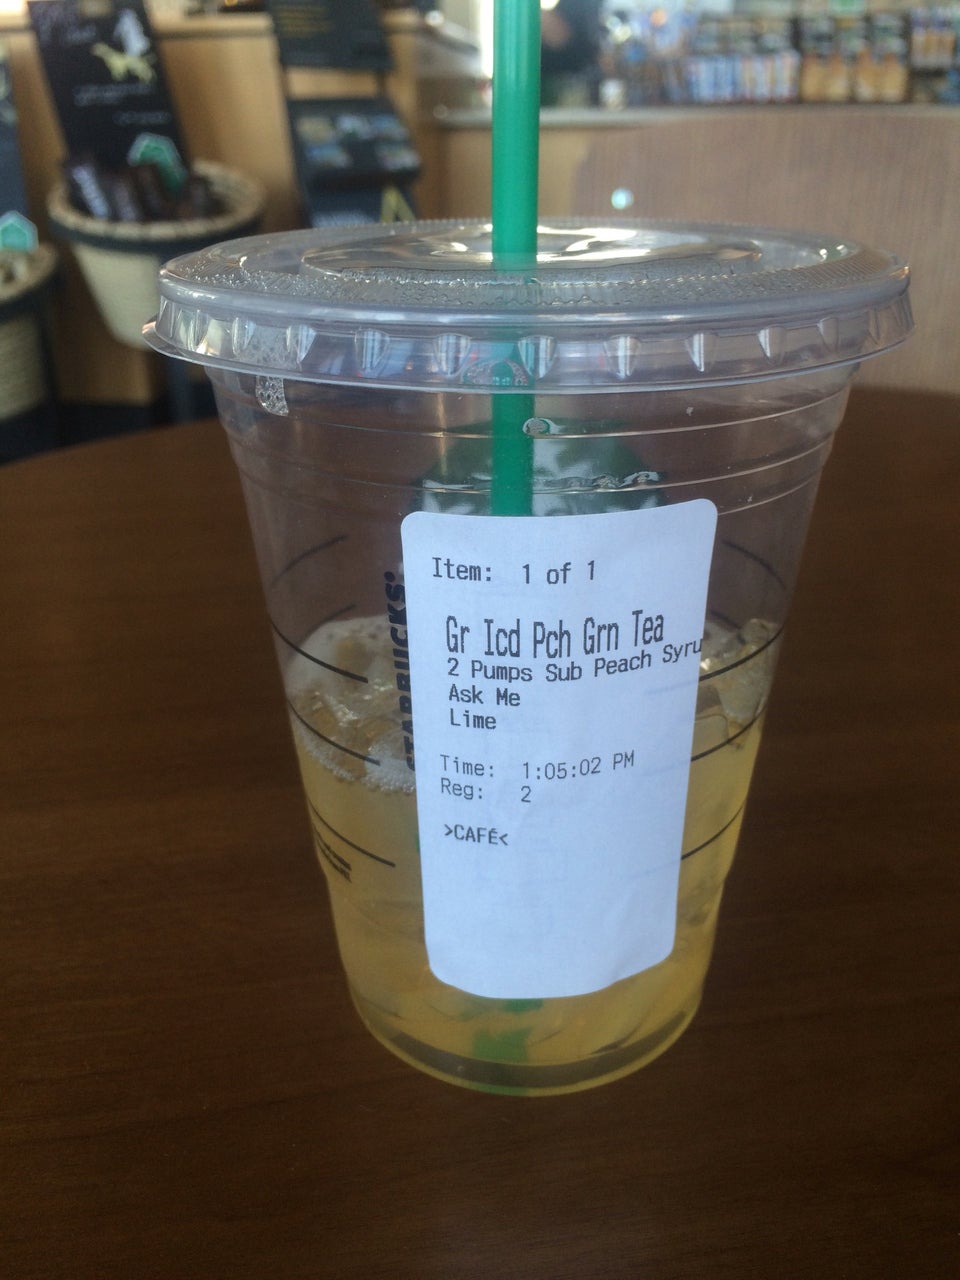 Item: 1 of 1
Gr Icd Pch Grn Tea
2 Pumps Sub Peach Syru
Ask Me
Lime
Time: 1:05:02 PM
Reg: 2
>CAFÉ<
STARBUCKS